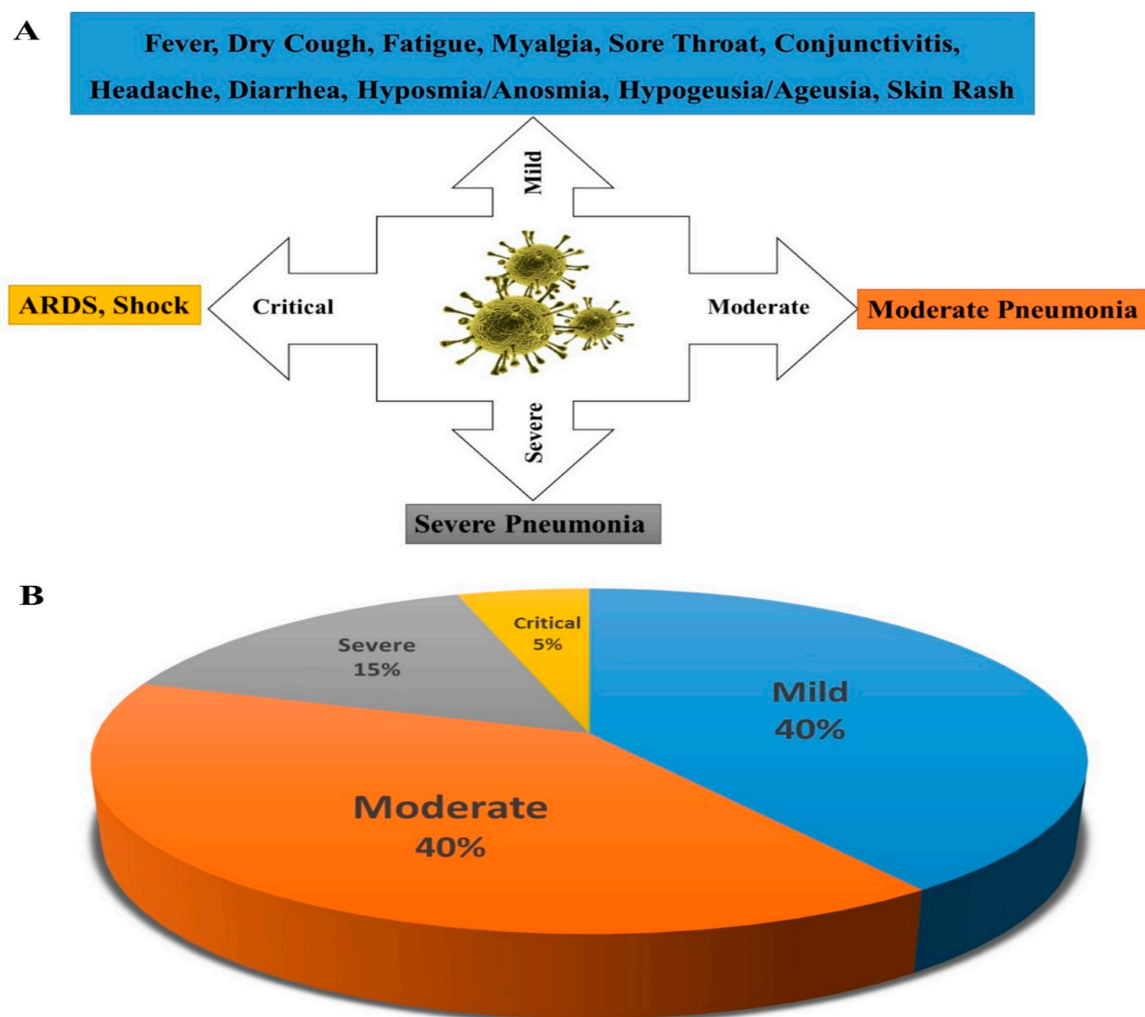 A
Fever, Dry Cough, Fatigue, Myalgia, Sore Throat, Conjunctivitis,
Headache, Diarrhea, Hyposmia/Anosmia, Hypogeusia/Ageusia, Skin Rash
Mild
ARDS, Shock
Critical
Moderate
Moderate Pneumonia
Severe
Severe Pneumonia
B
Critical
5%
Severe
15%
Mild
40%
Moderate
40%